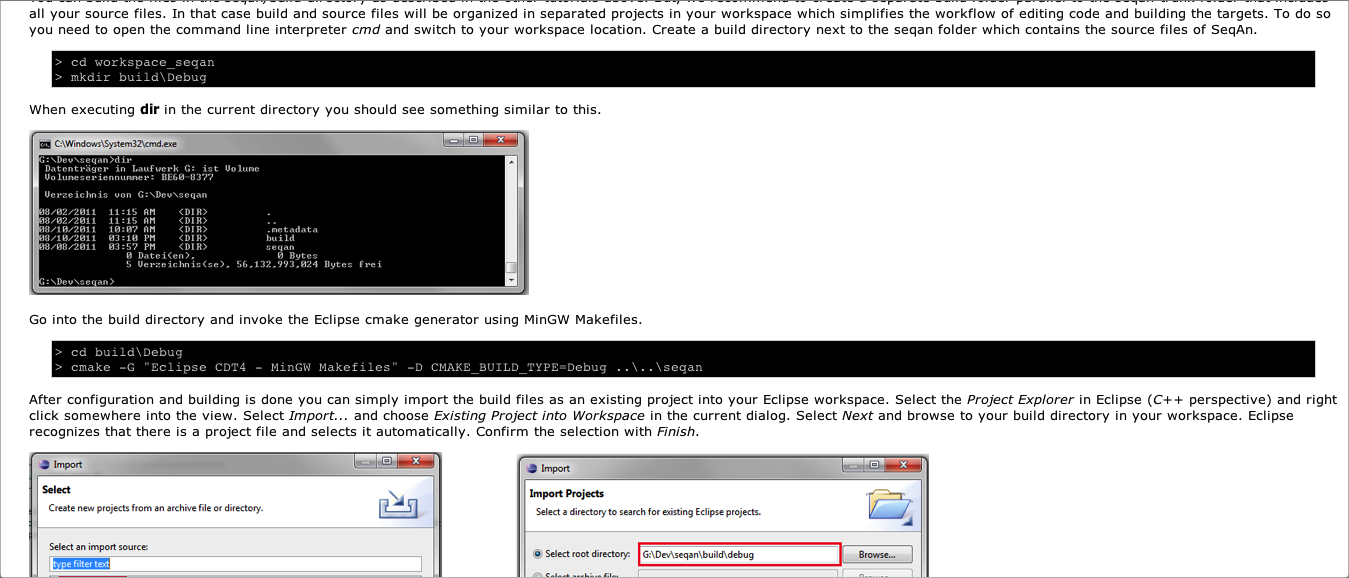 all your source files. In that case build and source files will be organized in separated projects in your workspace which simplifies the workflow of editing code and building the targets. To do so
you need to open the command line interpreter cmd and switch to your workspace location. Create a build directory next to the seqan folder which contains the source files of SeqAn.
> cd workspace_seqan
> mkdir build\Debug
When executing dir in the current directory you should see something similar to this.
C:\Windows\System32\cmd.exe
G:\Dev\seqan>dir
Datenträger in Laufwerk G: ist Volume
Volumeseriennummer: BE60-8377
Verzeichnis von G:\Dev\seqan
08/02/2011 11:15 AM <DIR> .
08/02/2011 11:15 AM <DIR> ..
08/10/2011 10:07 AM <DIR> .metadata
08/10/2011 03:10 PM <DIR> build
08/08/2011 03:57 PM <DIR> seqan
0 Datei(en), 0 Bytes
5 Verzeichnis(se), 56,132,993,024 Bytes frei
G:\Dev\seqan>
Go into the build directory and invoke the Eclipse cmake generator using MinGW Makefiles.
> cd build\Debug
> cmake -G "Eclipse CDT4 - MinGW Makefiles" -D CMAKE_BUILD_TYPE=Debug ..\..\seqan
After configuration and building is done you can simply import the build files as an existing project into your Eclipse workspace. Select the Project Explorer in Eclipse (C++ perspective) and right
click somewhere into the view. Select Import... and choose Existing Project into Workspace in the current dialog. Select Next and browse to your build directory in your workspace. Eclipse
recognizes that there is a project file and selects it automatically. Confirm the selection with Finish.
Import
Select
Create new projects from an archive file or directory.
Select an import source:
type filter text
Import
Import Projects
Select a directory to search for existing Eclipse projects.
Select root directory: G:\Dev\seqan\build\debug Browse...
Select archive file: